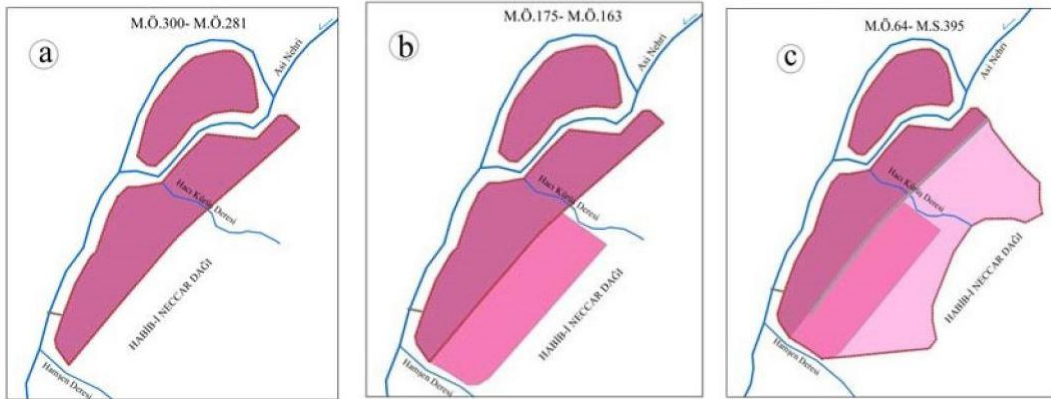 M.Ö.300- M.Ö.281
a
Asi Nehri
Hacı Kürüş Deresi
HABİB-İ NECCAR DAĞI
Hamşen Deresi
M.Ö.175- M.Ö.163
b
Asi Nehri
Hacı Kürüş Deresi
HABİB-İ NECCAR DAĞI
Hamşen Deresi
M.Ö.64- M.S.395
c
Asi Nehri
Hacı Kürüş Deresi
HABİB-İ NECCAR DAĞI
Hamşen Deresi